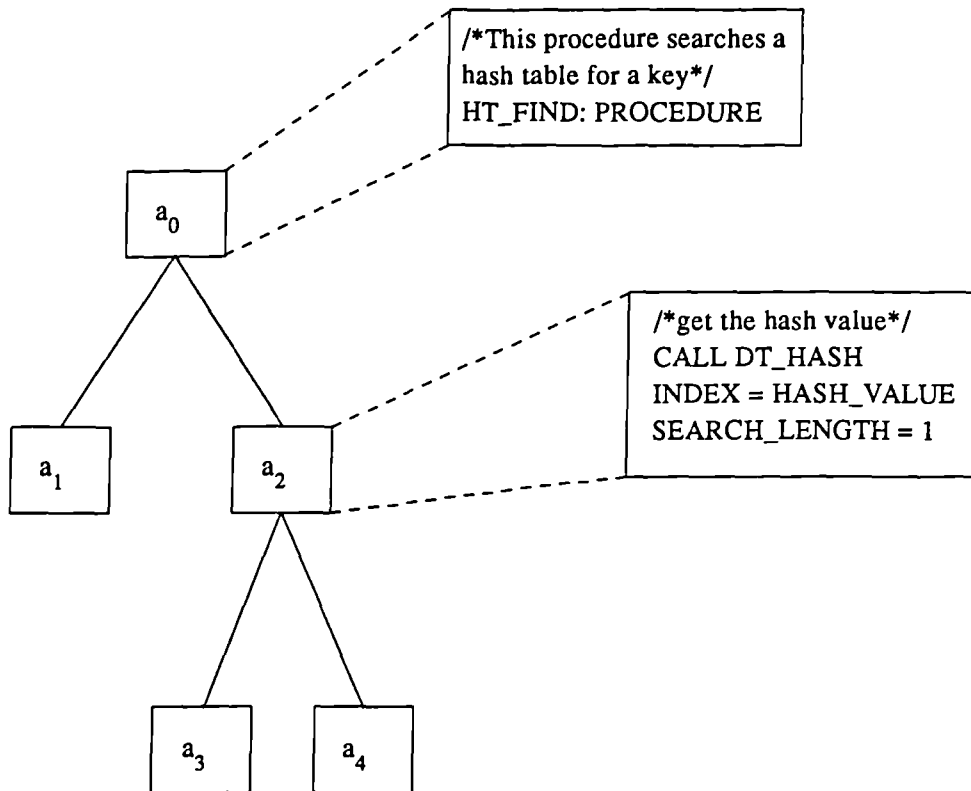 /*This procedure searches a
hash table for a key*/
HT_FIND: PROCEDURE
a0
/*get the hash value*/
CALL DT_HASH
INDEX = HASH_VALUE
SEARCH_LENGTH = 1
a1
a2
a3
a4